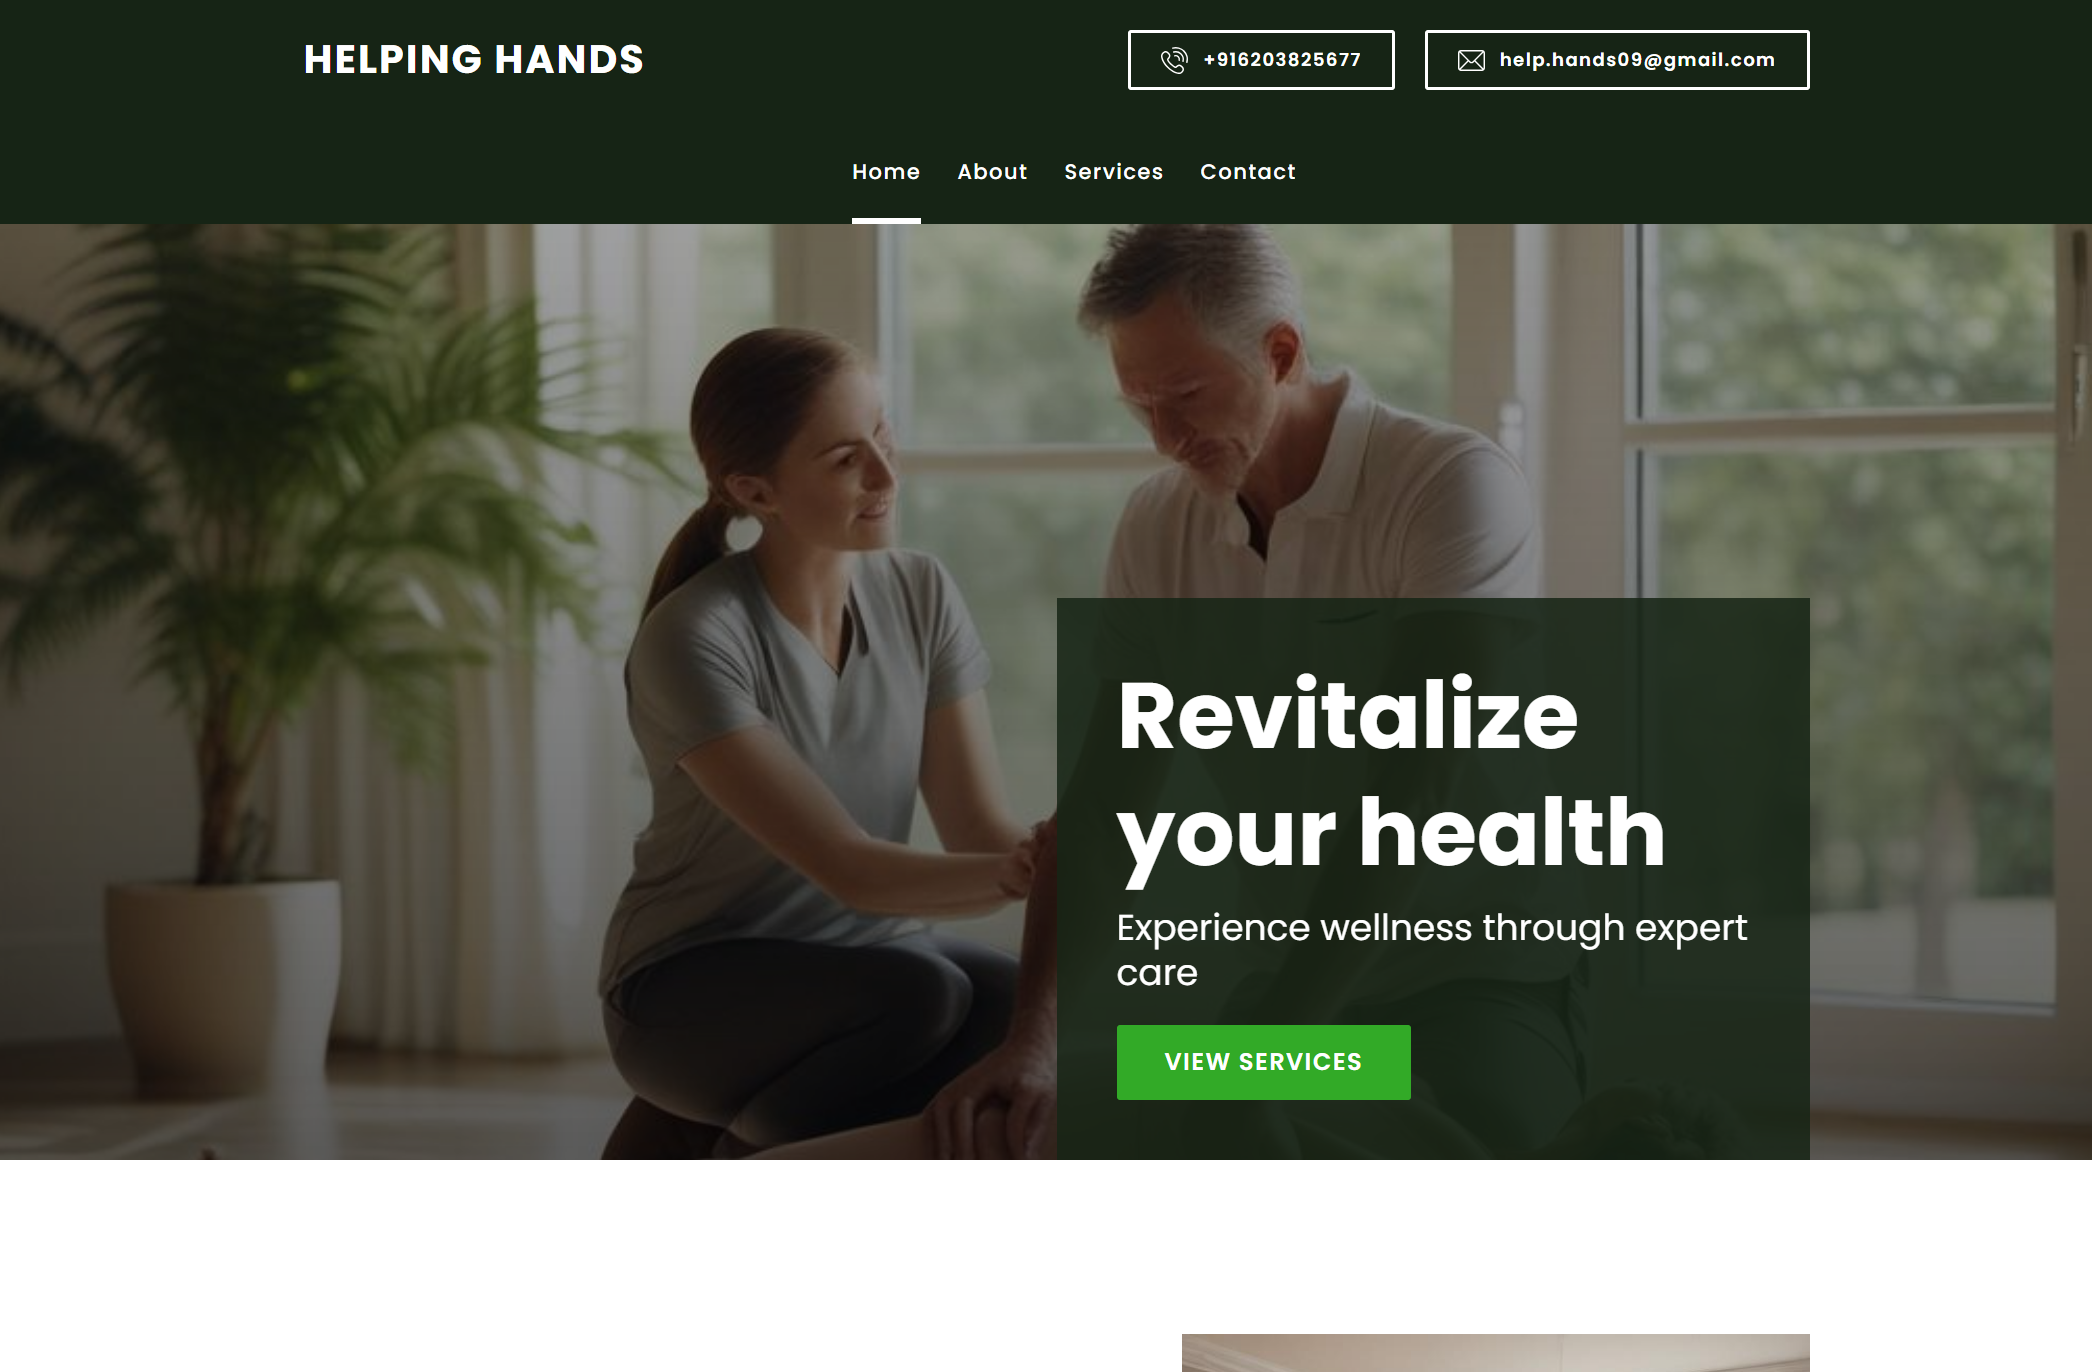 HELPING HANDS
+916203825677
help.hands09@gmail.com
Home
About
Services
Contact
Revitalize
your health
Experience wellness through expert
care
VIEW SERVICES